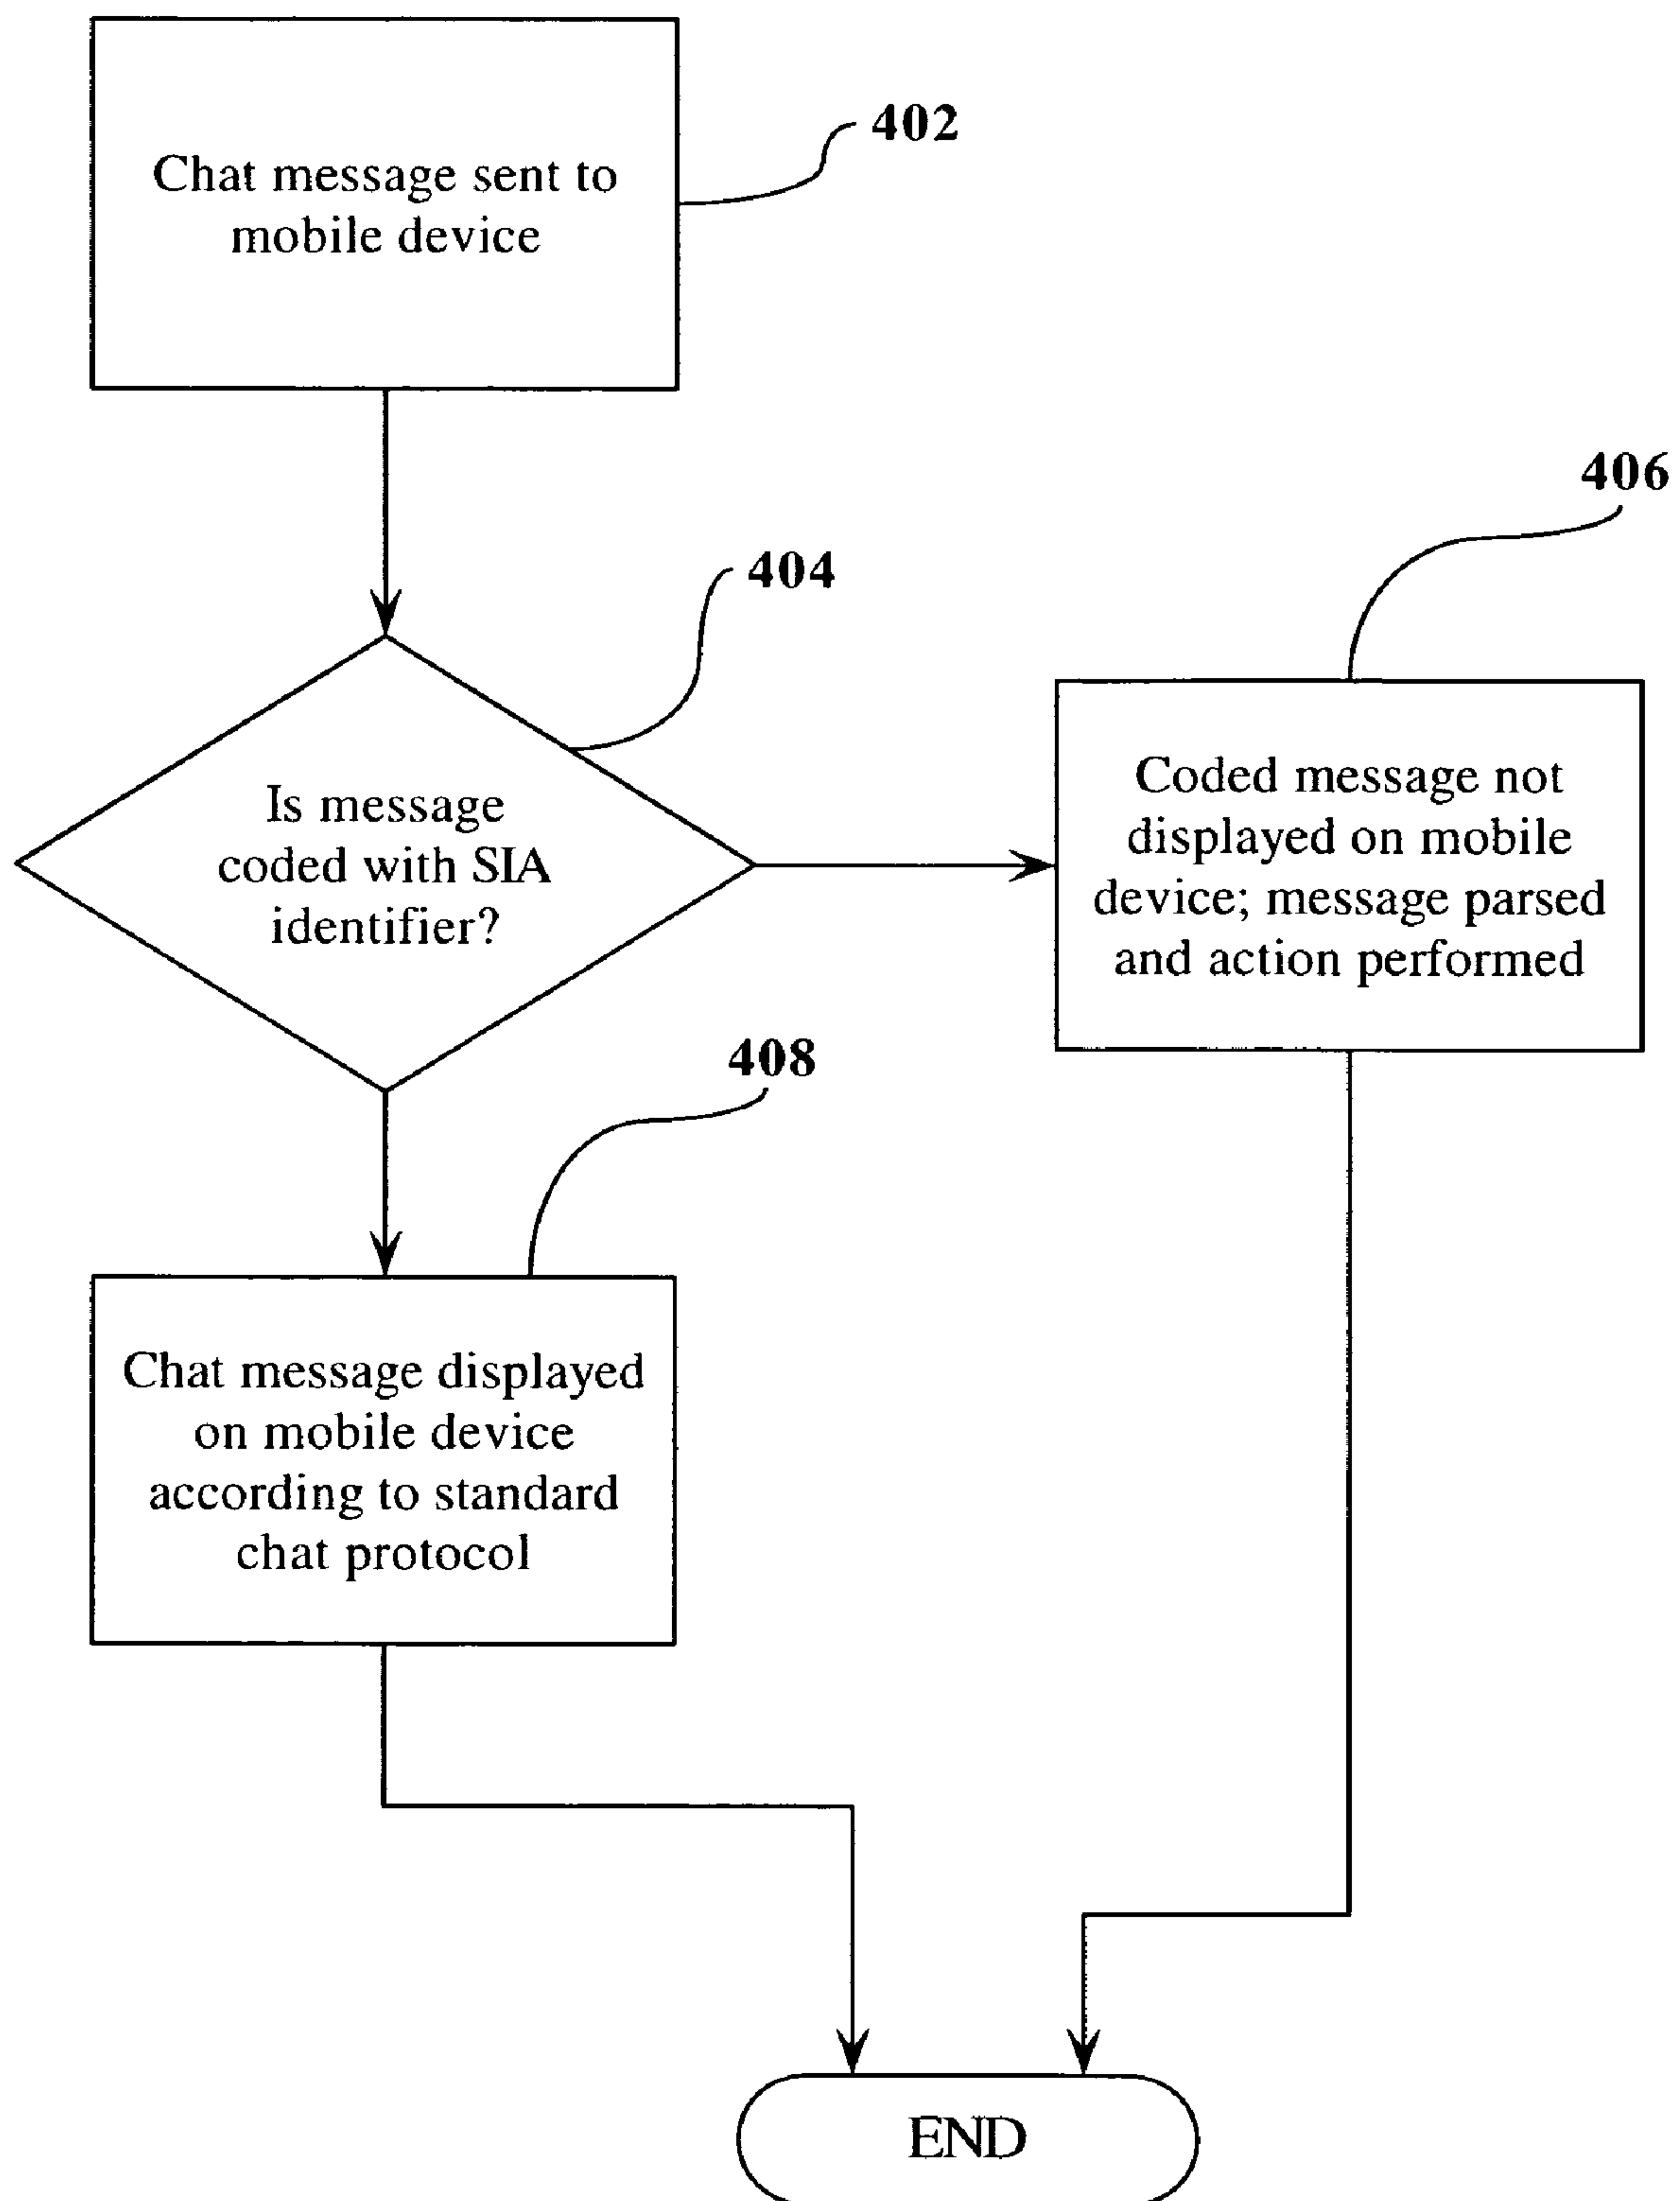 402
Chat message sent to
mobile device
404
406
Is message
coded with SIA
identifier?
Coded message not
displayed on mobile
device; message parsed
and action performed
408
Chat message displayed
on mobile device
according to standard
chat protocol
END